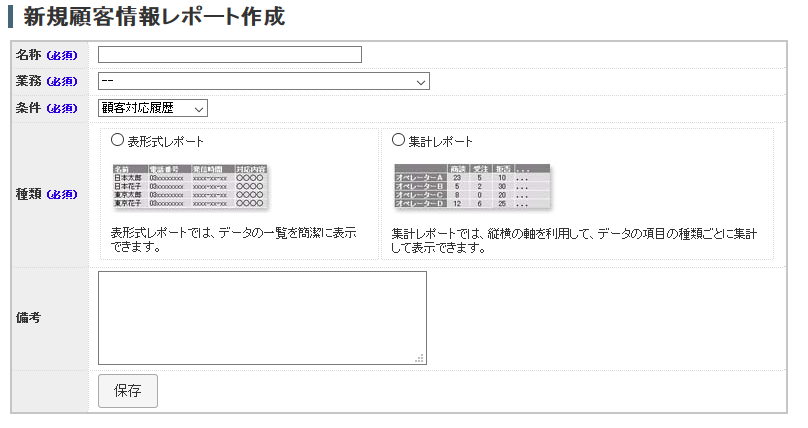 新規顧客情報レポート作成
名称 (必須)
業務 (必須)
--
条件 (必須)
顧客対応履歴
種類 (必須)
表形式レポート
名前 電話番号 発信時間 対応内容
日本太郎 03xxxxxxxx xxxx-xx-xx 〇〇〇〇
日本花子 03xxxxxxxx xxxx-xx-xx 〇〇〇〇
東京太郎 03xxxxxxxx xxxx-xx-xx 〇〇〇〇
東京花子 03xxxxxxxx xxxx-xx-xx 〇〇〇〇
表形式レポートでは、データの一覧を簡潔に表示
できます。
集計レポート
商談 受注 拒否 ...
オペレーターA 23 5 10 ...
オペレーターB 5 2 30 ...
オペレーターC 8 0 20 ...
オペレーターD 12 6 25 ...
集計レポートでは、縦横の軸を利用して、データの項目の種類ごとに集計
して表示できます。
備考
保存